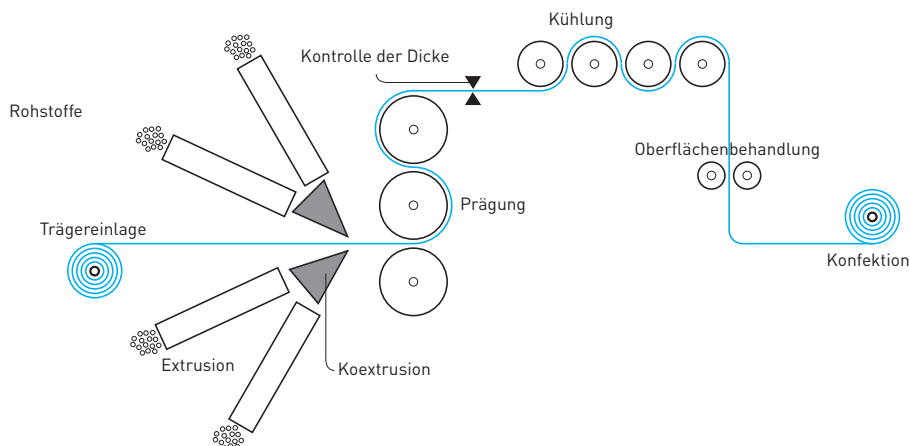 Kühlung
Kontrolle der Dicke
Rohstoffe
Oberflächenbehandlung
Prägung
Trägereinlage
Konfektion
Extrusion
Koextrusion